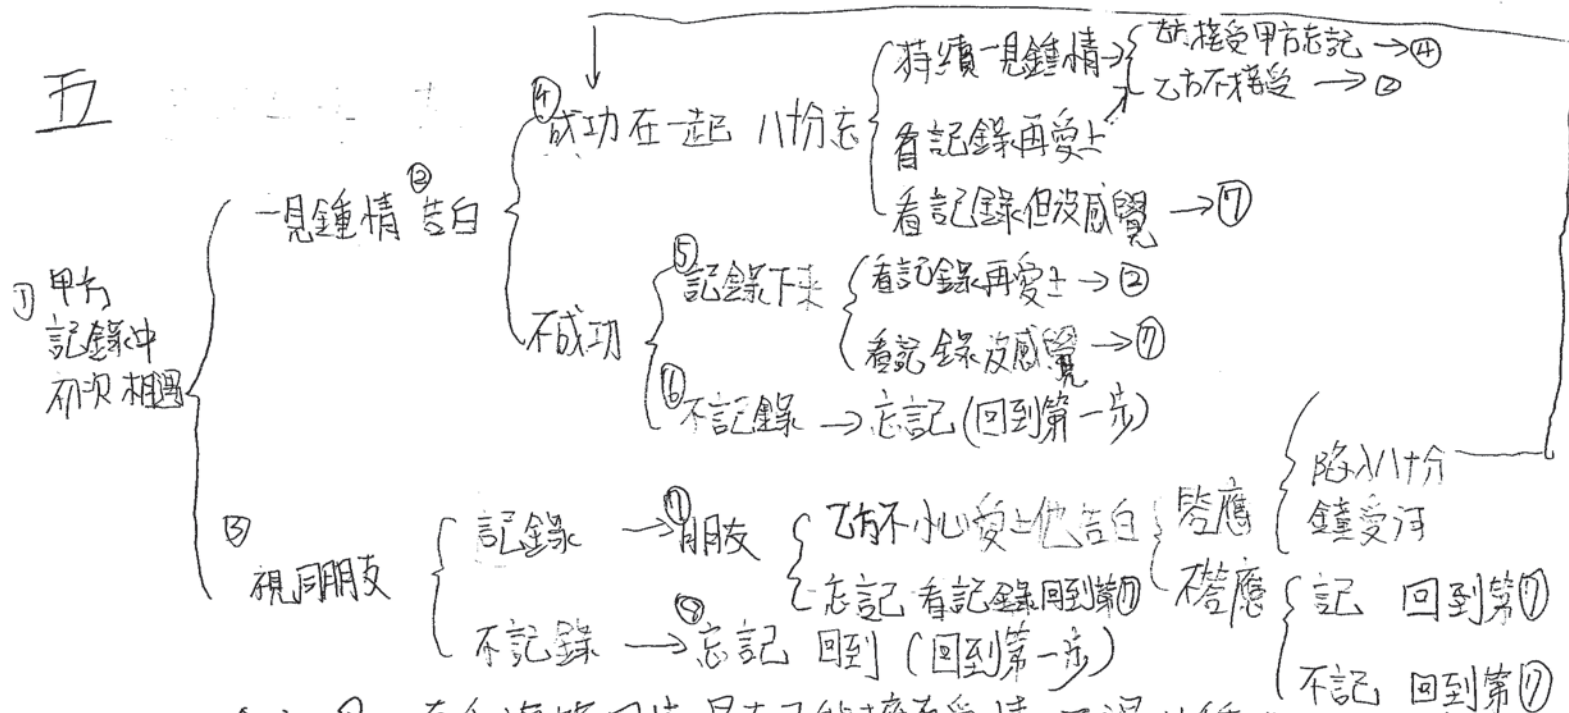 五
①甲方
記錄中
初次相遇
一見鍾情 ②告白
④成功在一起 八十分忘
持續一見鍾情→
乙方接受甲方忘記→④
乙方不接受→②
看記錄再愛上
看記錄但沒感覺→⑦
不成功
⑤記錄下来
看記錄再愛上→②
看記錄沒感覺→⑦
⑥不記錄→忘記(回到第一步)
③視同朋友
記錄→⑦朋友
乙方不小心愛上他告白
答應
陷入八十分
鐘愛河
不答應
記 回到第⑦
不記 回到第⑦
忘記 看記錄回到第⑦
不記錄→⑧忘記 回到(回到第一步)